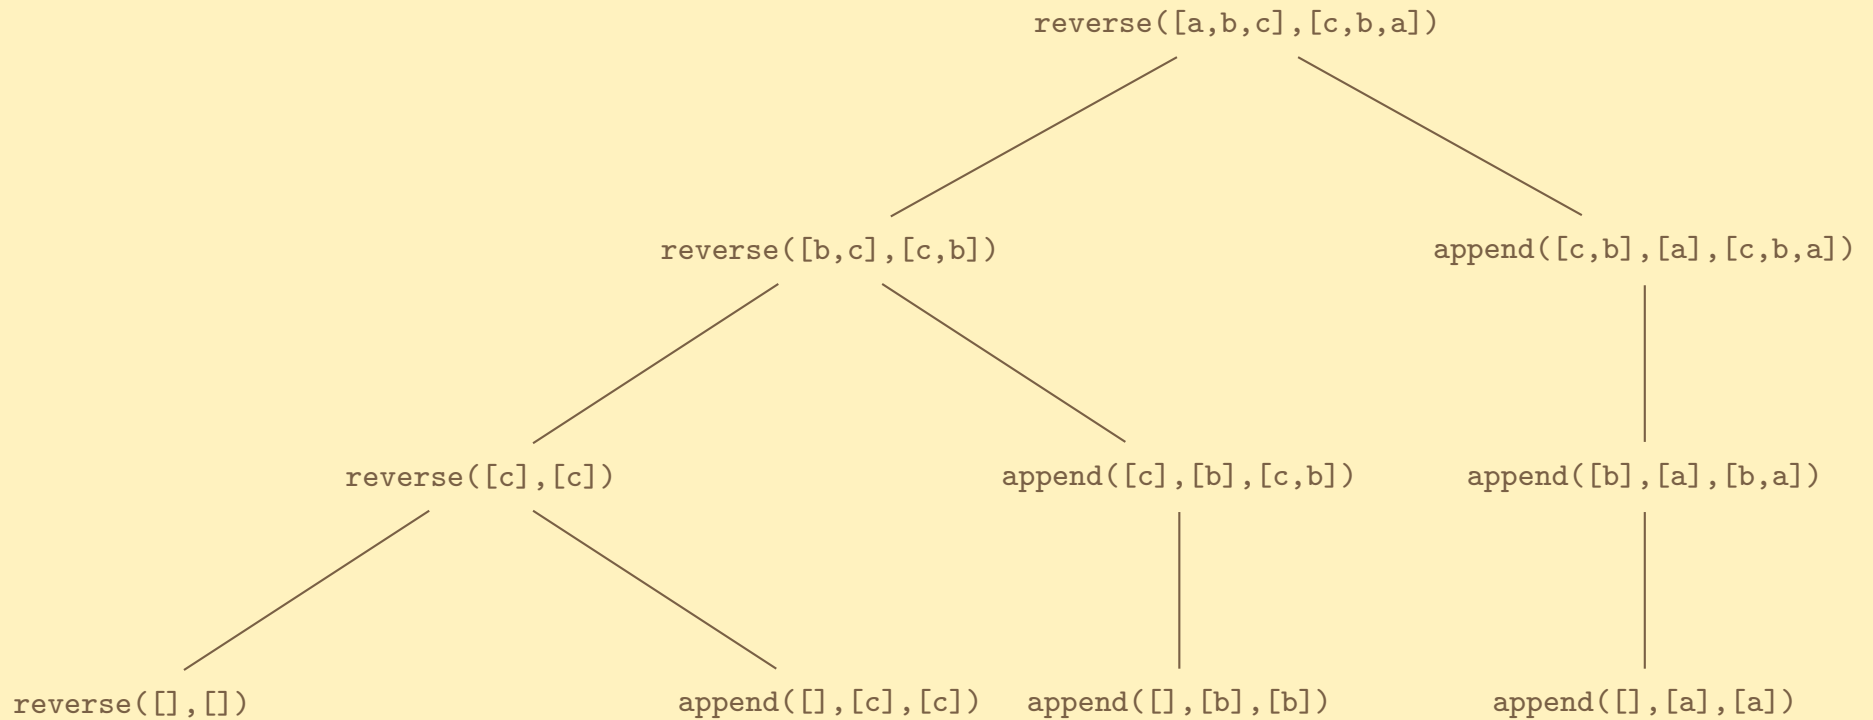 reverse([a,b,c],[c,b,a])
reverse([b,c],[c,b])
append([c,b],[a],[c,b,a])
reverse([c],[c])
append([c],[b],[c,b])
append([b],[a],[b,a])
reverse([],[])
append([],[c],[c])
append([],[b],[b])
append([],[a],[a])